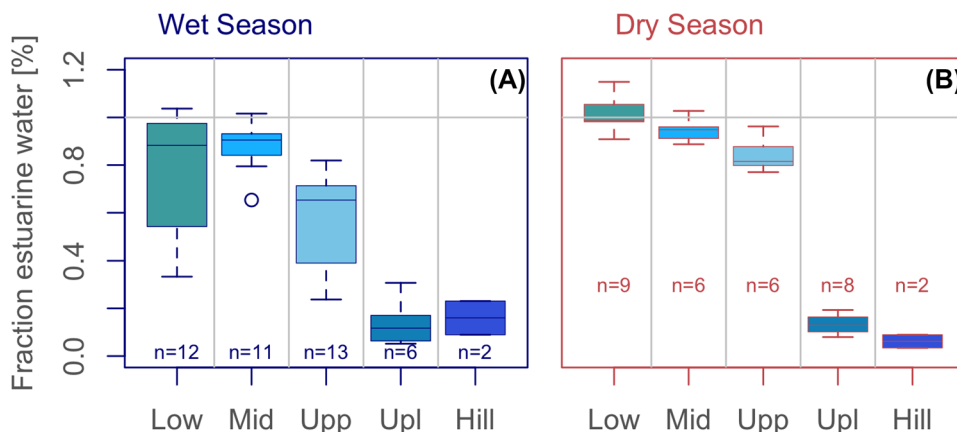 Wet Season
Dry Season
Fraction estuarine water [%]
1.2
0.8
0.4
0.0
(A)
n=12 n=11 n=13 n=6 n=2
Low Mid Upp Upl Hill
(B)
n=9 n=6 n=6 n=8 n=2
Low Mid Upp Upl Hill